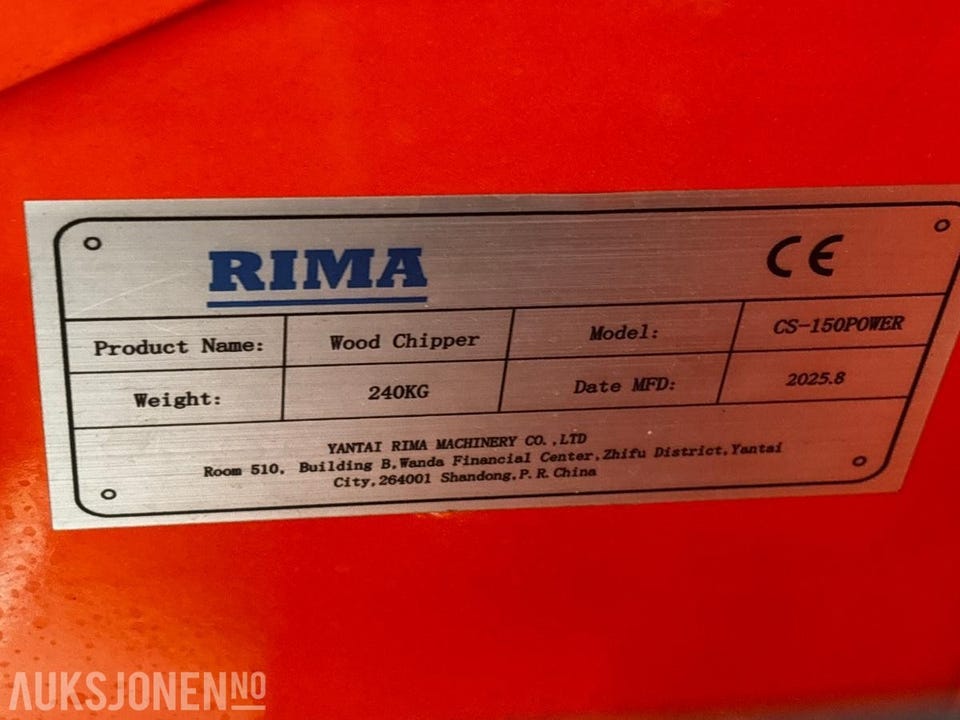 RIMA
CE
Product Name: Wood Chipper Model: CS-150POWER
Weight: 240KG Date MFD: 2025.8
YANTAI RIMA MACHINERY CO.,LTD
Room 510, Building B,Wanda Financial Center,Zhifu District,Yantai
City,264001 Shandong,P.R.China
AUKSJONEN NO